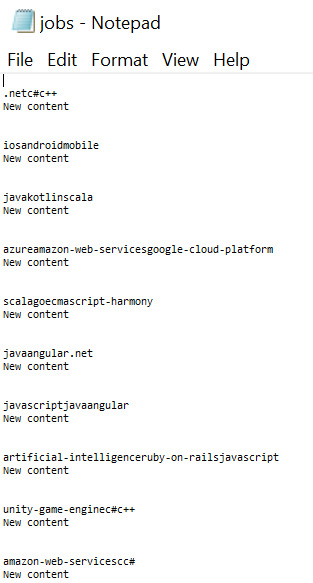 jobs - Notepad
File Edit Format View Help
.netc#c++
New content
iosandroidmobile
New content
javakotlinscala
New content
azureamazon-web-servicesgoogle-cloud-platform
New content
scalagoecmascript-harmony
New content
javaangular.net
New content
javascriptjavaangular
New content
artificial-intelligenceruby-on-railsjavascript
New content
unity-game-enginec#c++
New content
amazon-web-servicescc#
New content